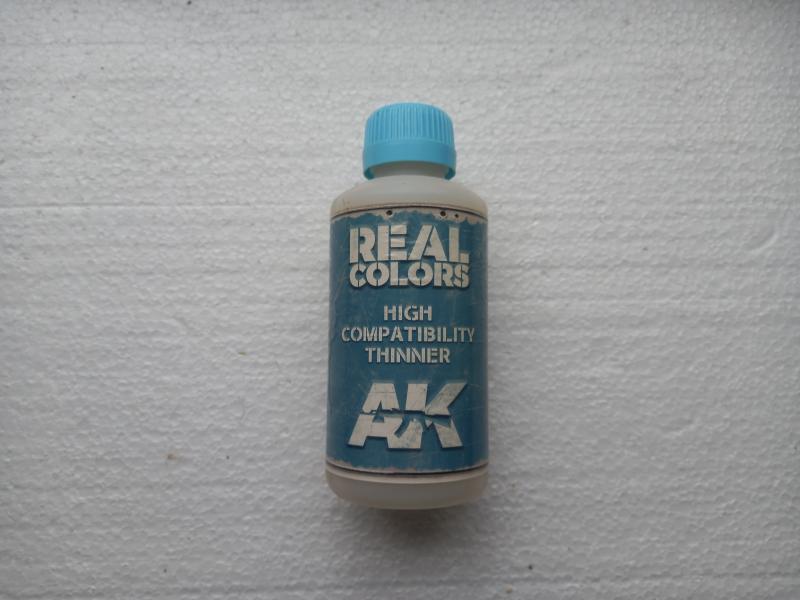 REAL
COLORS
HIGH
COMPATIBILITY
THINNER
AK